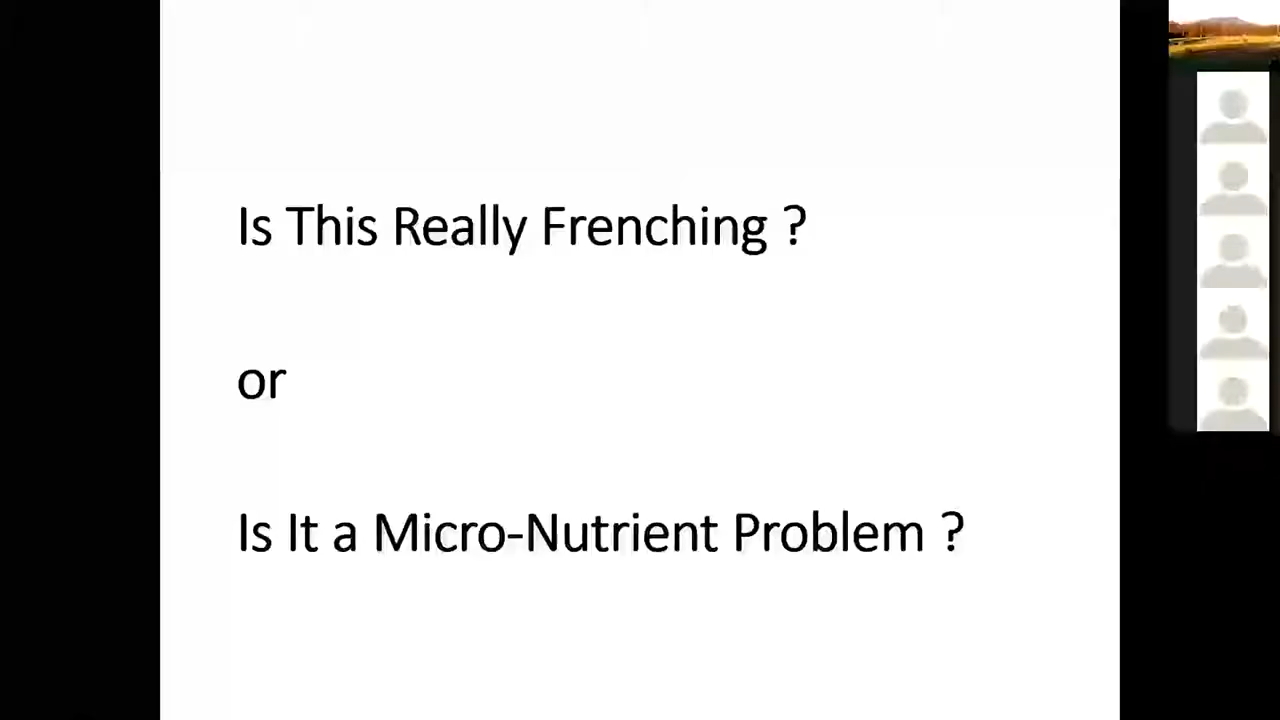 Is This Really Frenching ?
or
Is It a Micro-Nutrient Problem ?